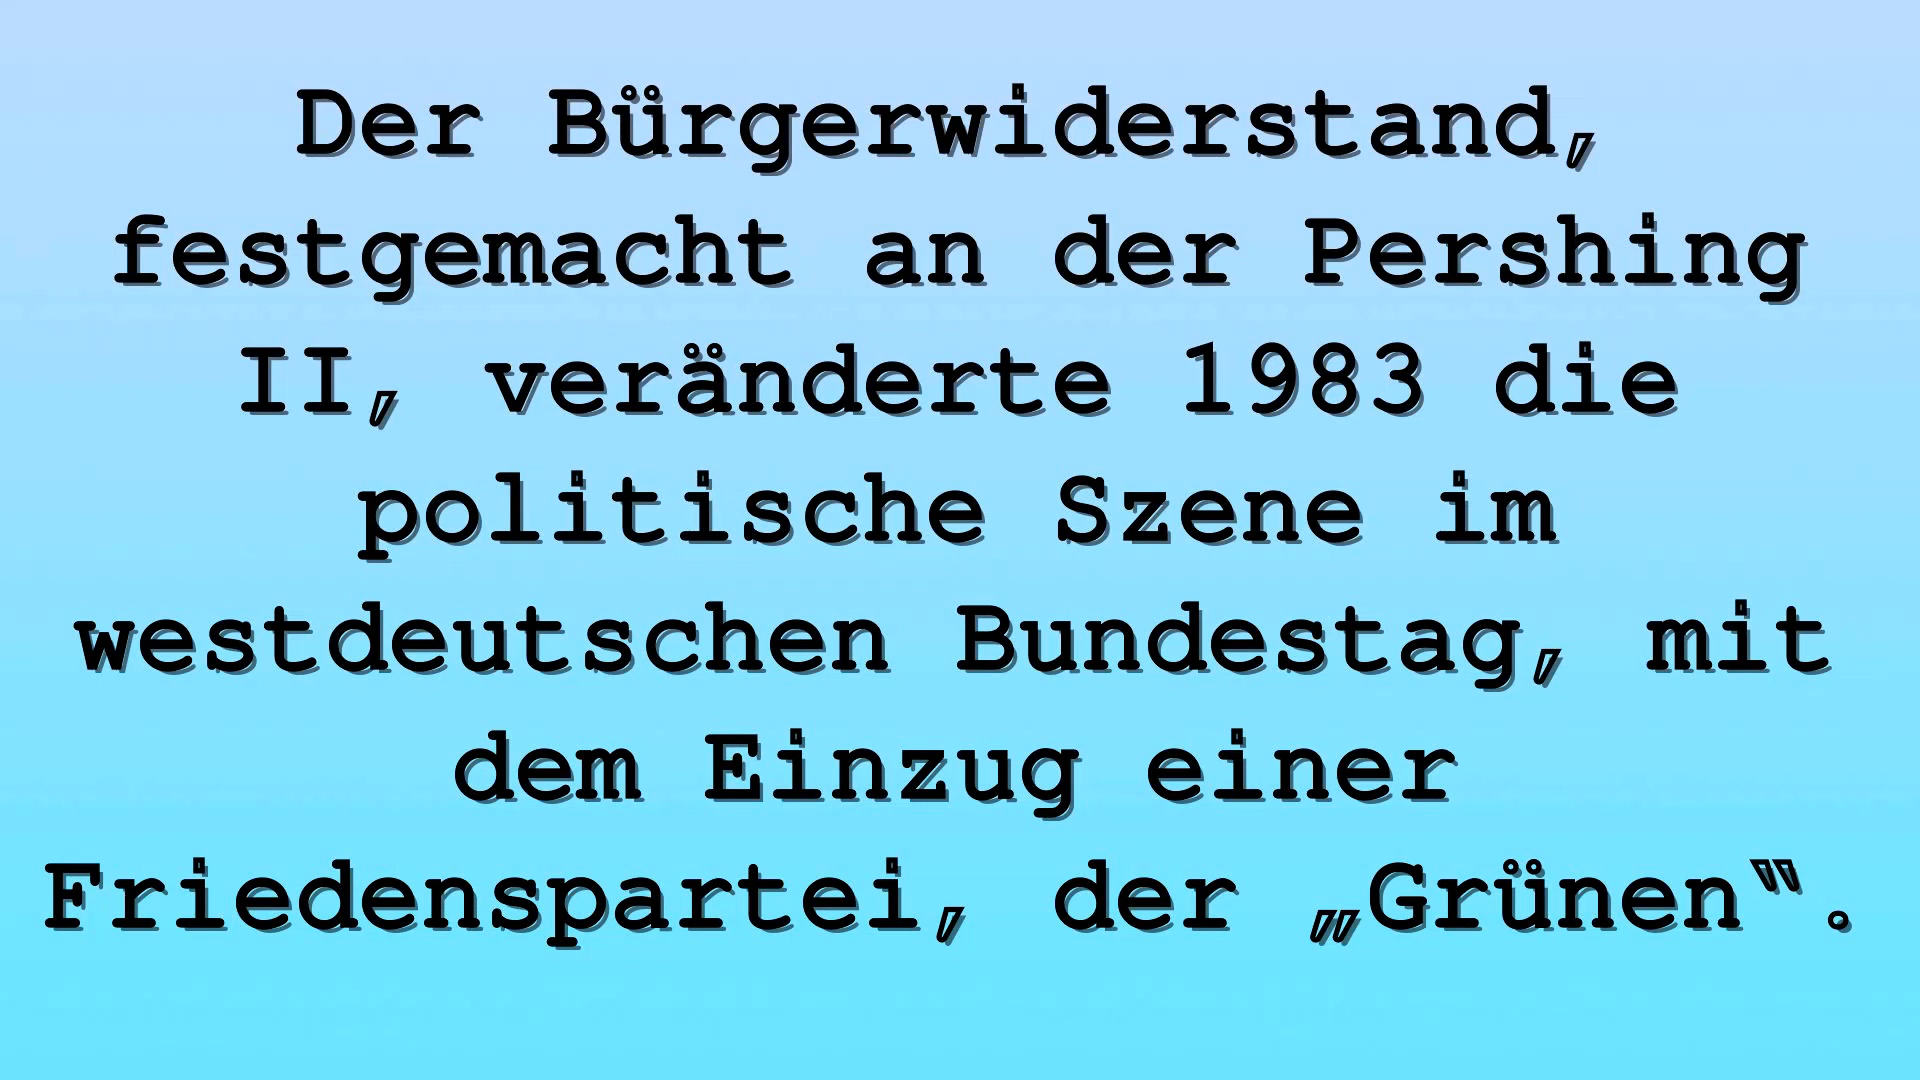 Der Bürgerwiderstand,
festgemacht an der Pershing
II, veränderte 1983 die
politische Szene im
westdeutschen Bundestag, mit
dem Einzug einer
Friedenspartei, der „Grünen‟.